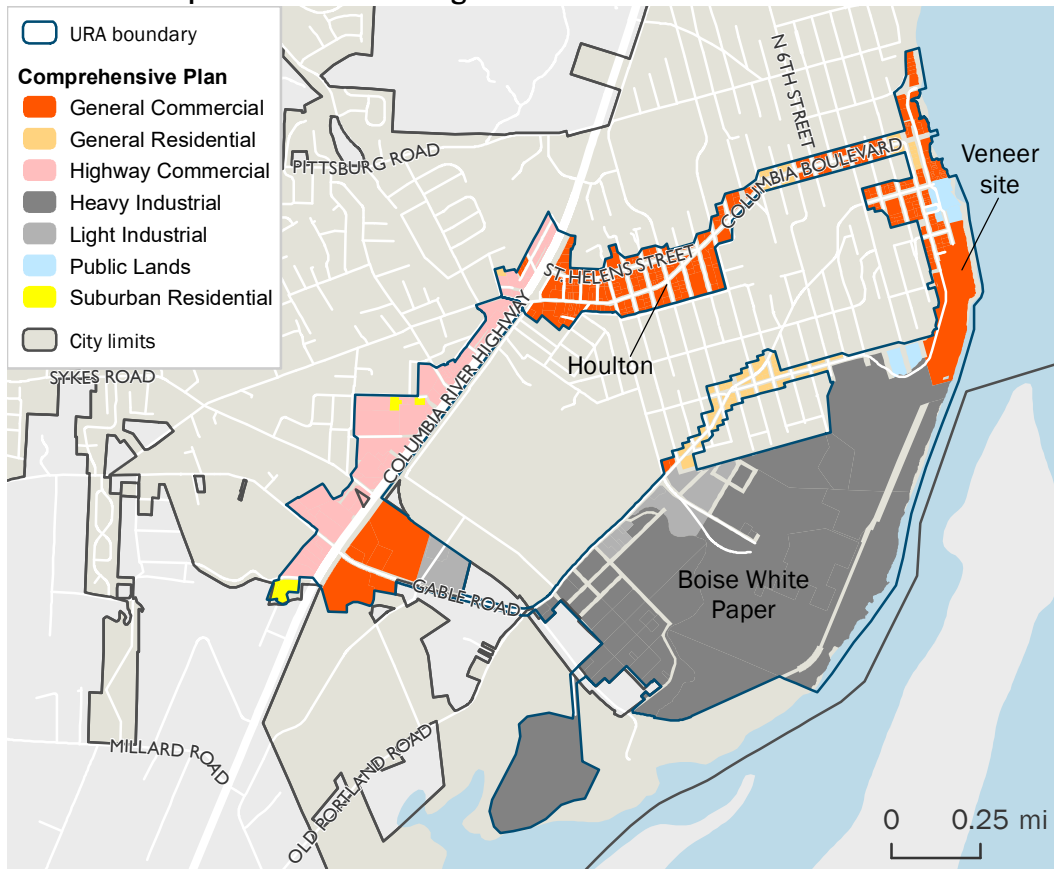 URA boundary
Comprehensive Plan
General Commercial
General Residential
Highway Commercial
Heavy Industrial
Light Industrial
Public Lands
Suburban Residential
City limits
N 6TH STREET
PITTSBURG ROAD
COLUMBIA BOULEVARD
Veneer
site
ST. HELENS STREET
Houlton
SYKES ROAD
COLUMBIA RIVER HIGHWAY
Boise White
Paper
GABLE ROAD
MILLARD ROAD
OLD PORTLAND ROAD
0 0.25 mi